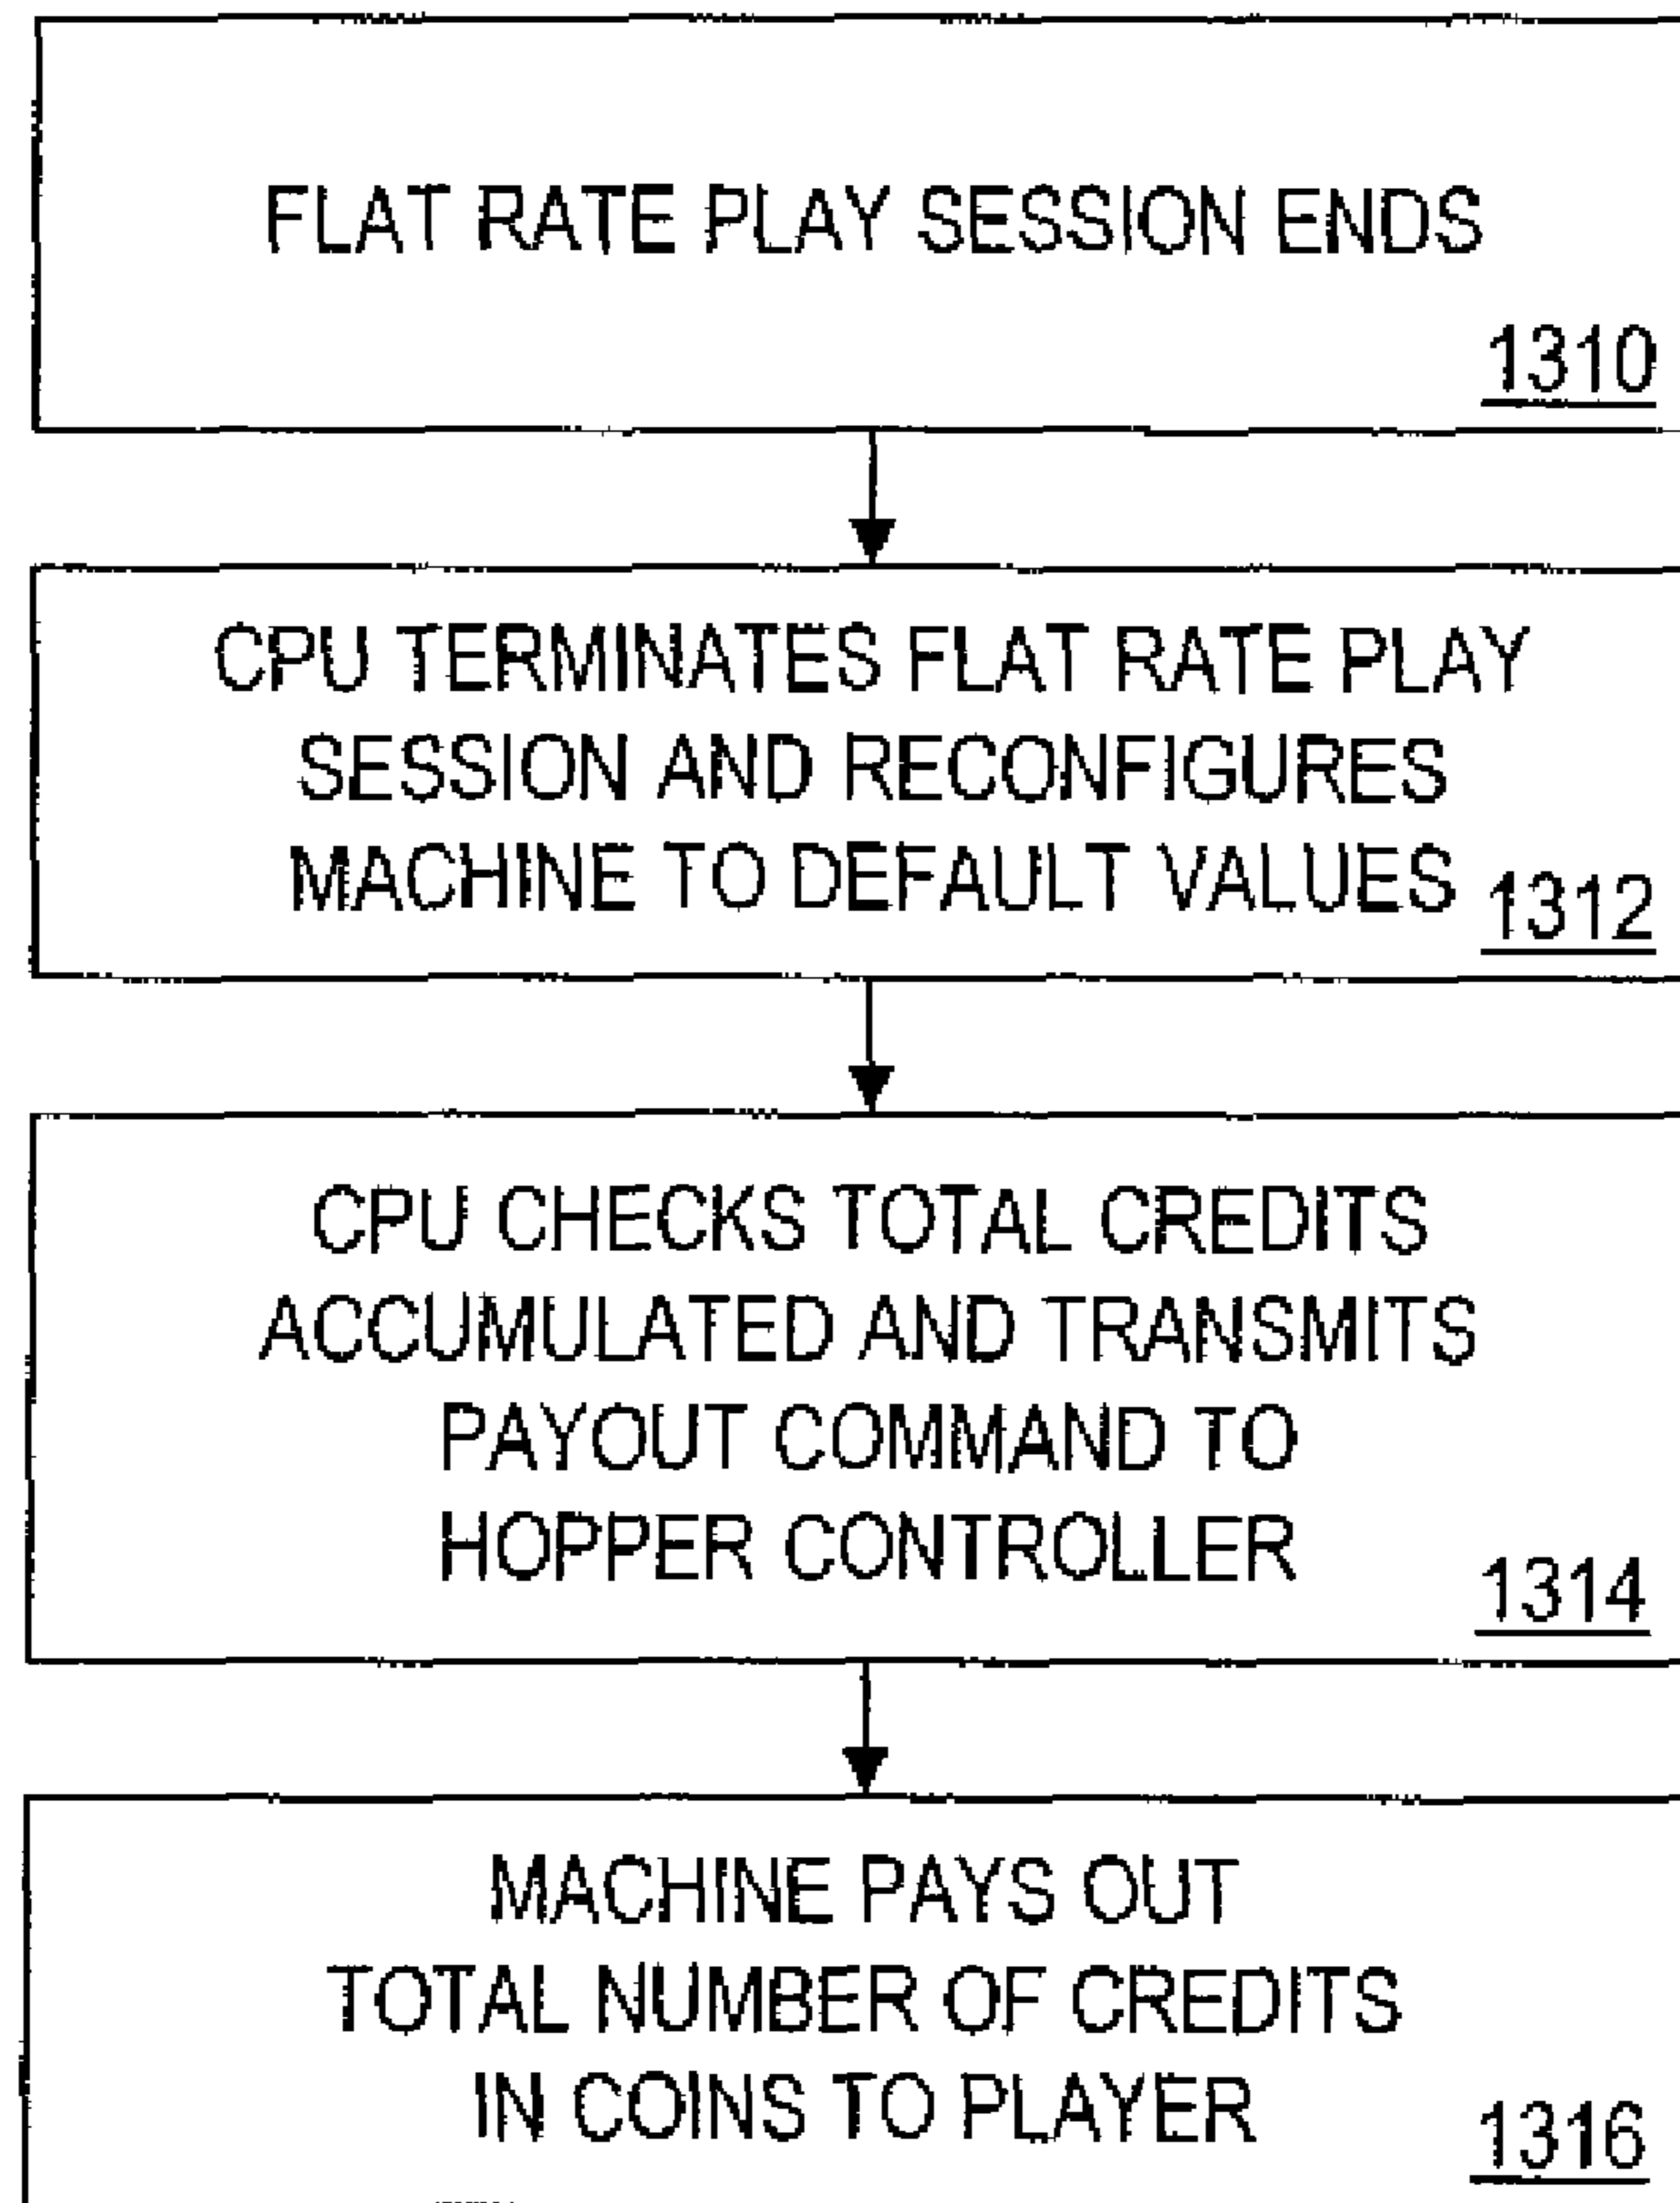 FLAT RATE PLAY SESSION ENDS
1310
CPU TERMINATES FLAT RATE PLAY
SESSION AND RECONFIGURES
MACHINE TO DEFAULT VALUES
1312
CPU CHECKS TOTAL CREDITS
ACCUMULATED AND TRANSMITS
PAYOUT COMMAND TO
HOPPER CONTROLLER
1314
MACHINE PAYS OUT
TOTAL NUMBER OF CREDITS
IN COINS TO PLAYER
1316